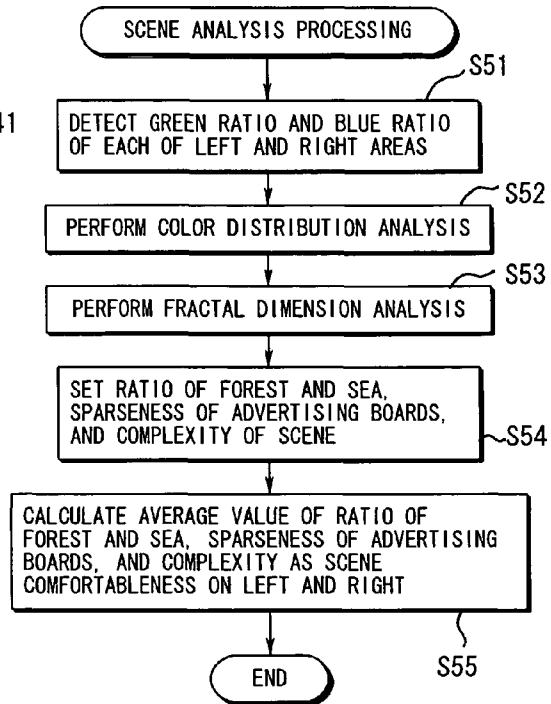 SCENE ANALYSIS PROCESSING
S51
41
DETECT GREEN RATIO AND BLUE RATIO
OF EACH OF LEFT AND RIGHT AREAS
S52
PERFORM COLOR DISTRIBUTION ANALYSIS
S53
PERFORM FRACTAL DIMENSION ANALYSIS
SET RATIO OF FOREST AND SEA,
SPARSENESS OF ADVERTISING BOARDS,
AND COMPLEXITY OF SCENE
S54
CALCULATE AVERAGE VALUE OF RATIO OF
FOREST AND SEA, SPARSENESS OF ADVERTISING
BOARDS, AND COMPLEXITY AS SCENE
COMFORTABLENESS ON LEFT AND RIGHT
S55
END